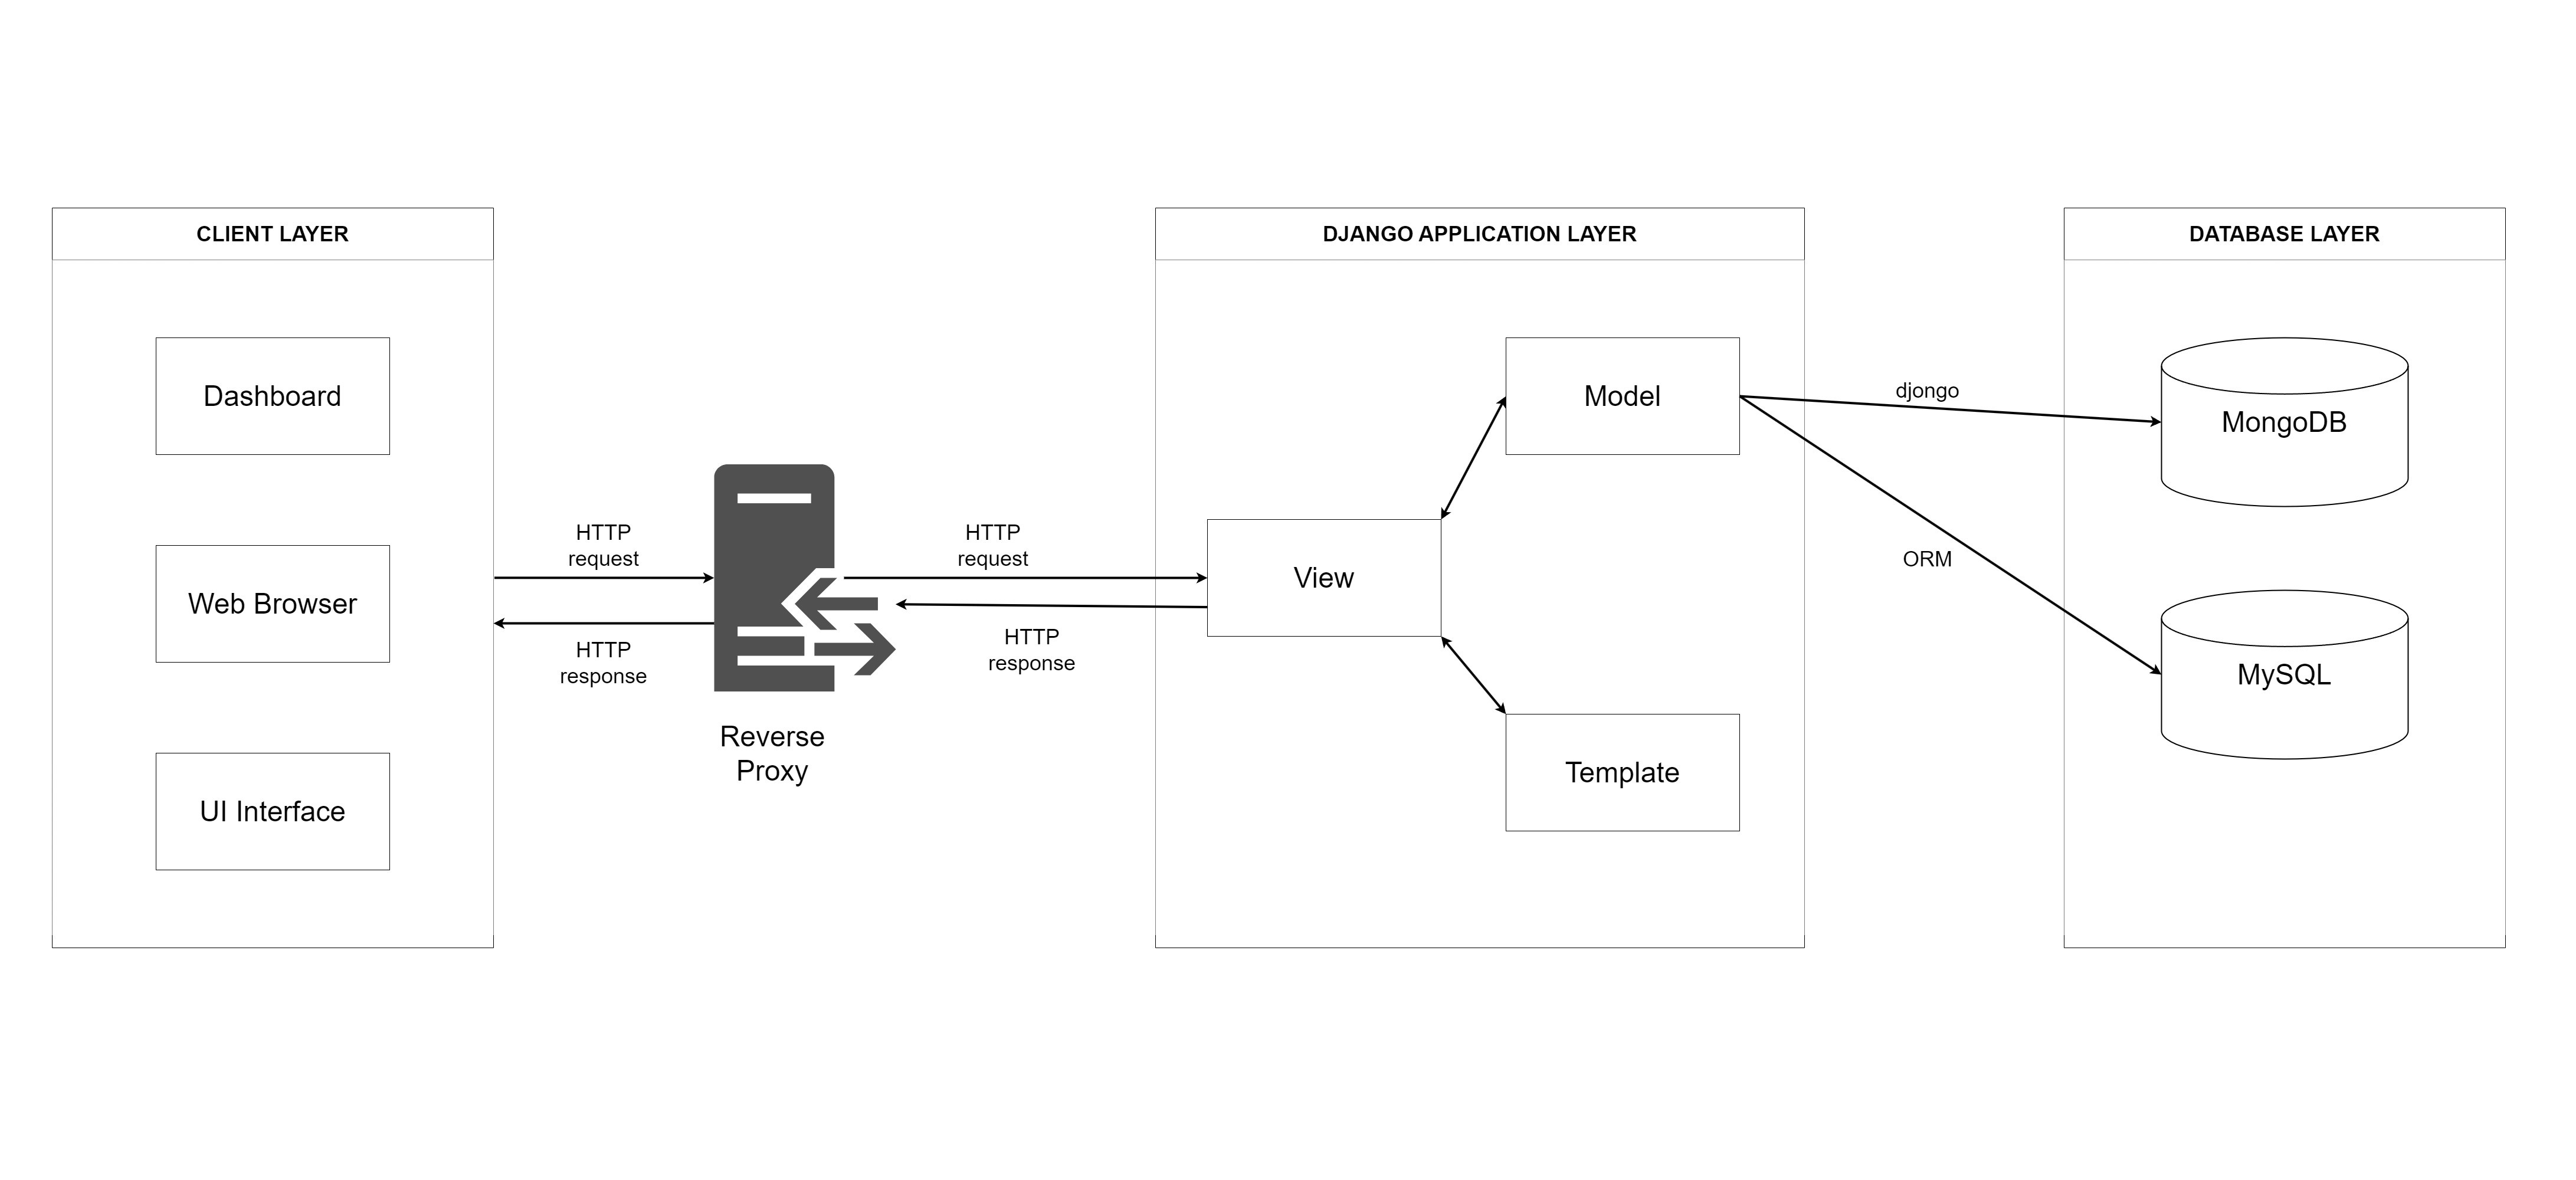 CLIENT LAYER
Dashboard
Web Browser
UI Interface
HTTP
request
HTTP
response
Reverse
Proxy
HTTP
request
HTTP
response
DJANGO APPLICATION LAYER
Model
View
Template
djongo
ORM
DATABASE LAYER
MongoDB
MySQL